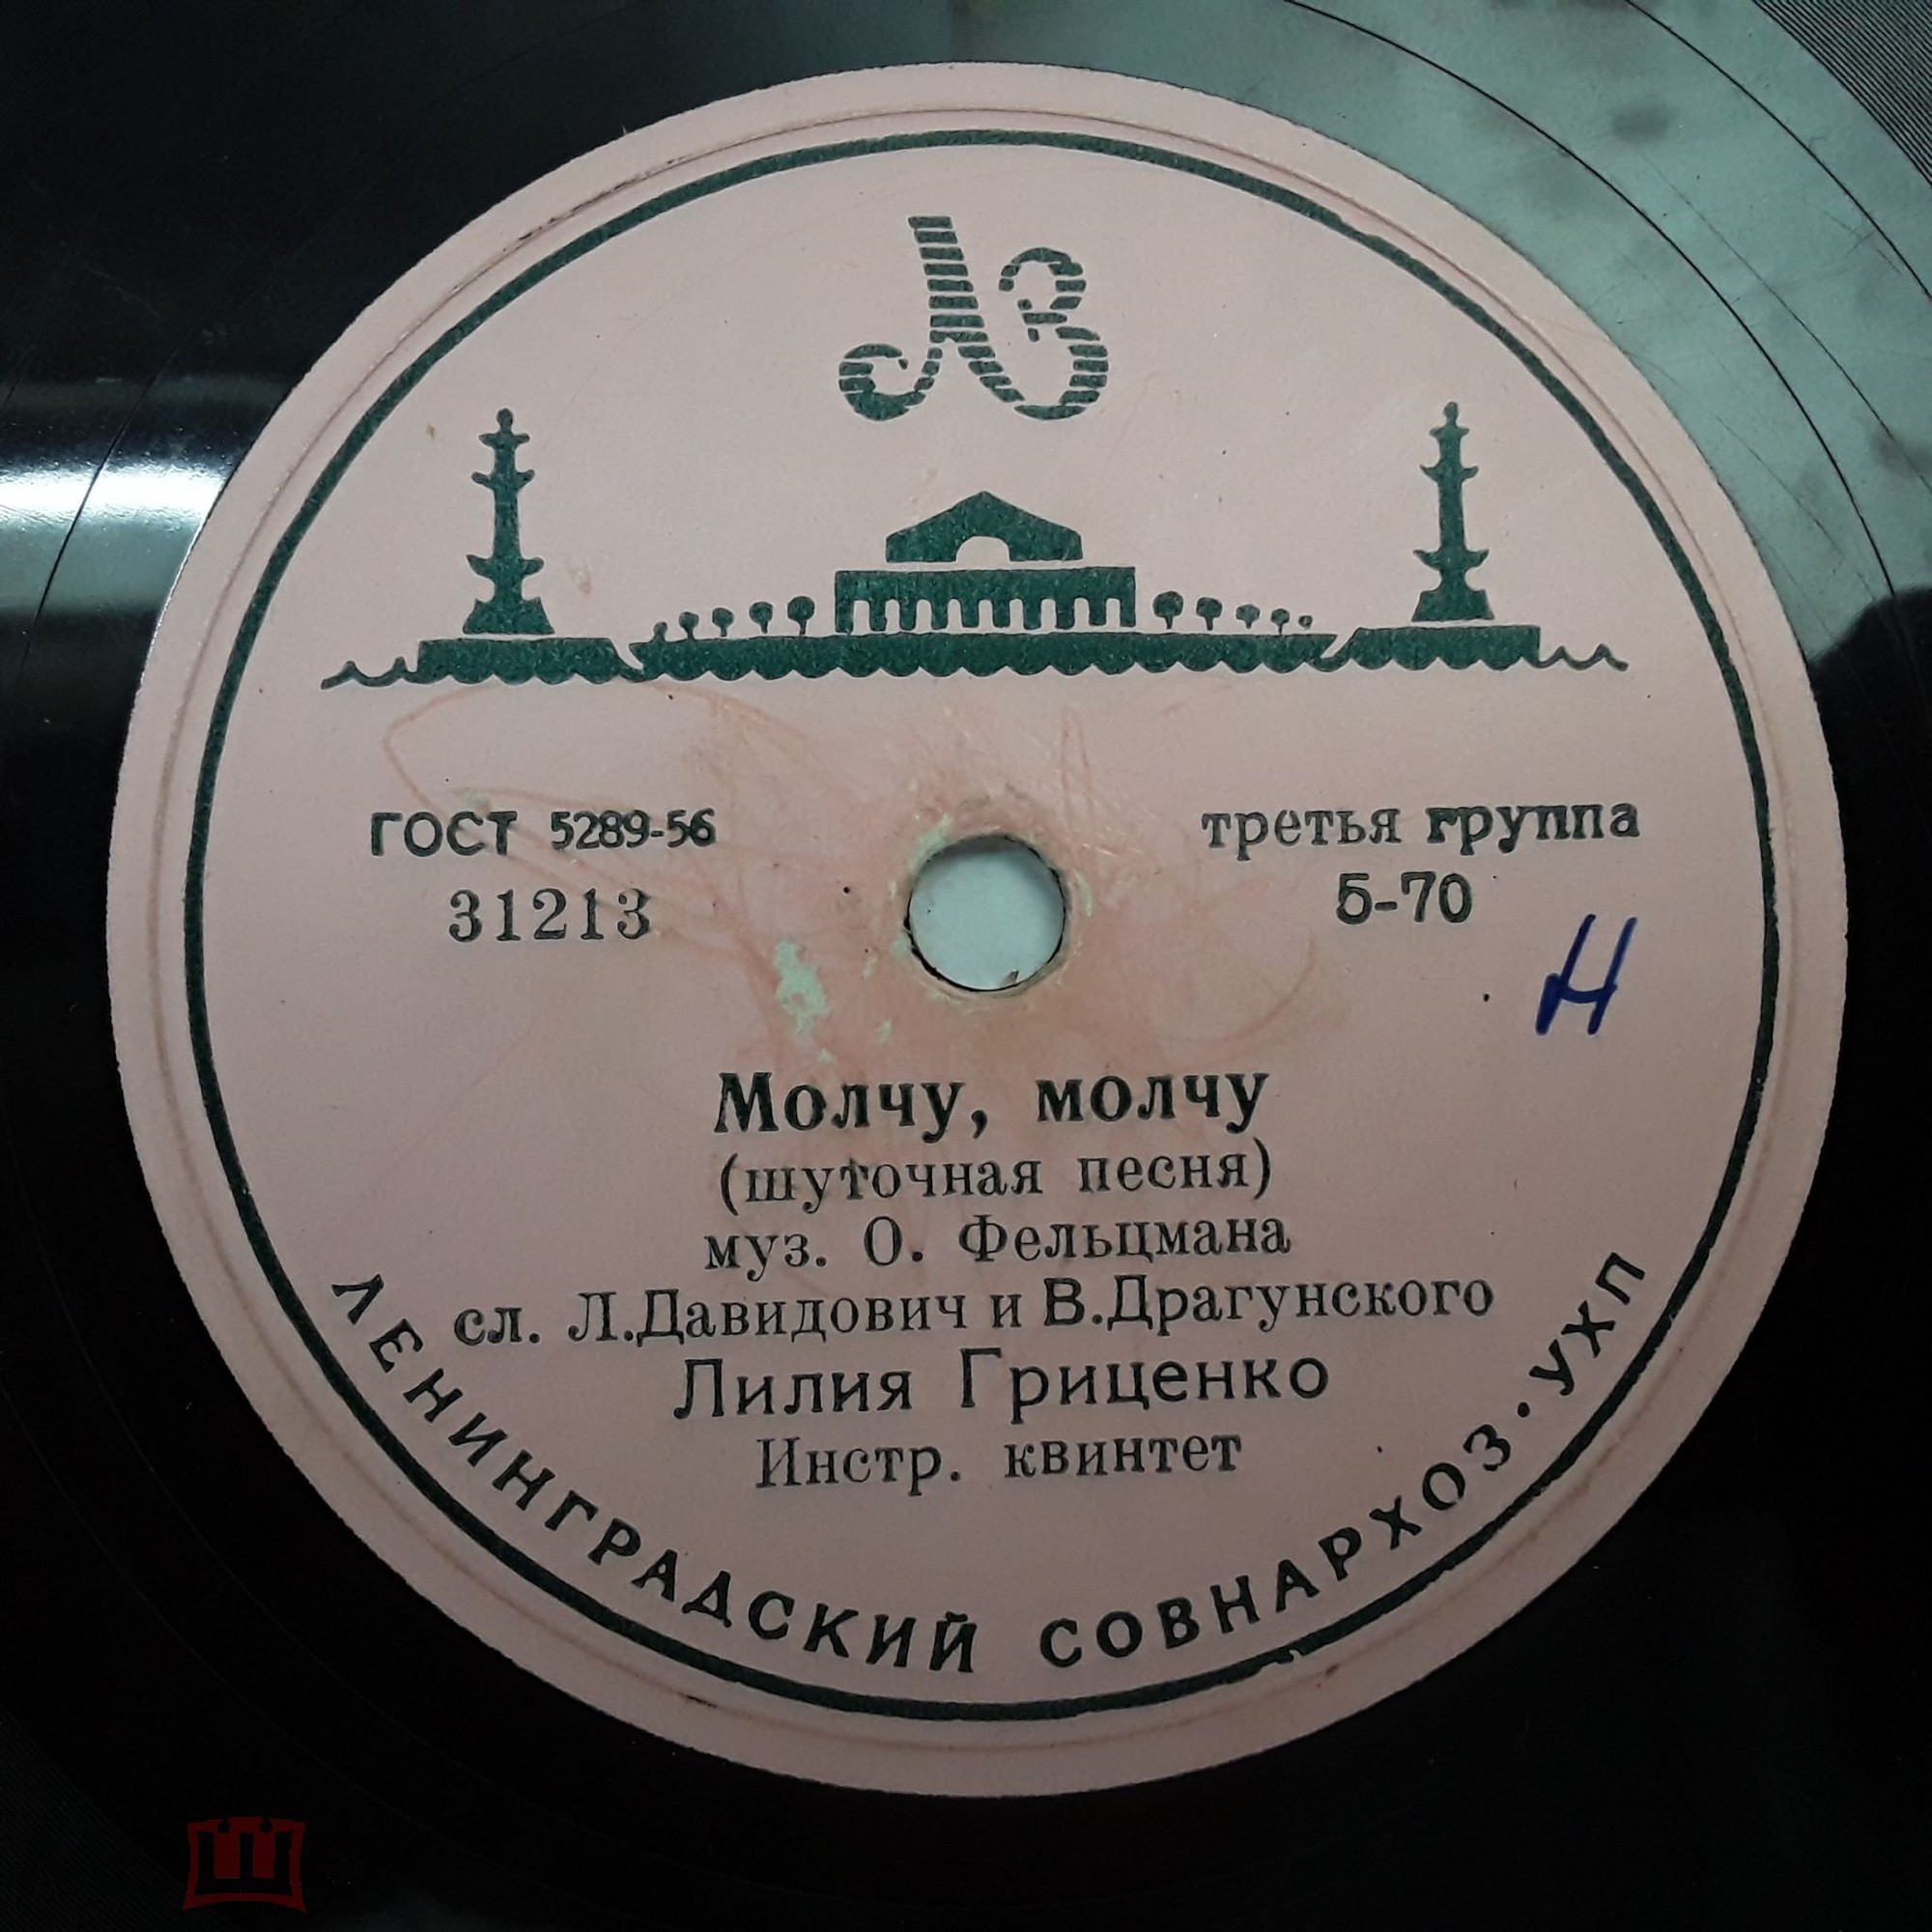 ЛЗ
ГОСТ 5289-56
31213
третья группа
5-70
Н
Молчу, молчу
(шуточная песня)
муз. О. Фельцмана
сл. Л.Давидович и В.Драгунского
Лилия Гриценко
Инстр. квинтет
ЛЕНИНГРАДСКИЙ СОВНАРХОЗ·УХП
Ш